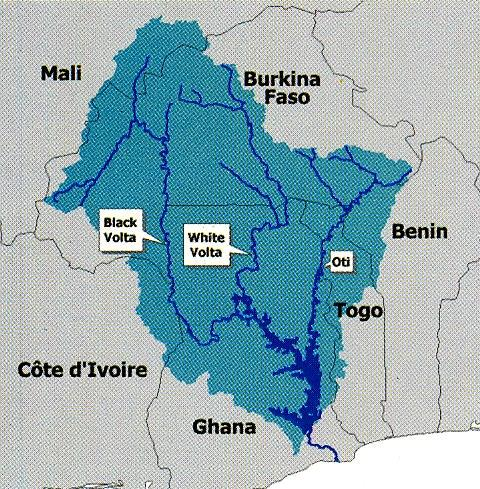 Mali
Burkina
Faso
Black
Volta
White
Volta
Benin
Oti
Togo
Côte d'Ivoire
Ghana